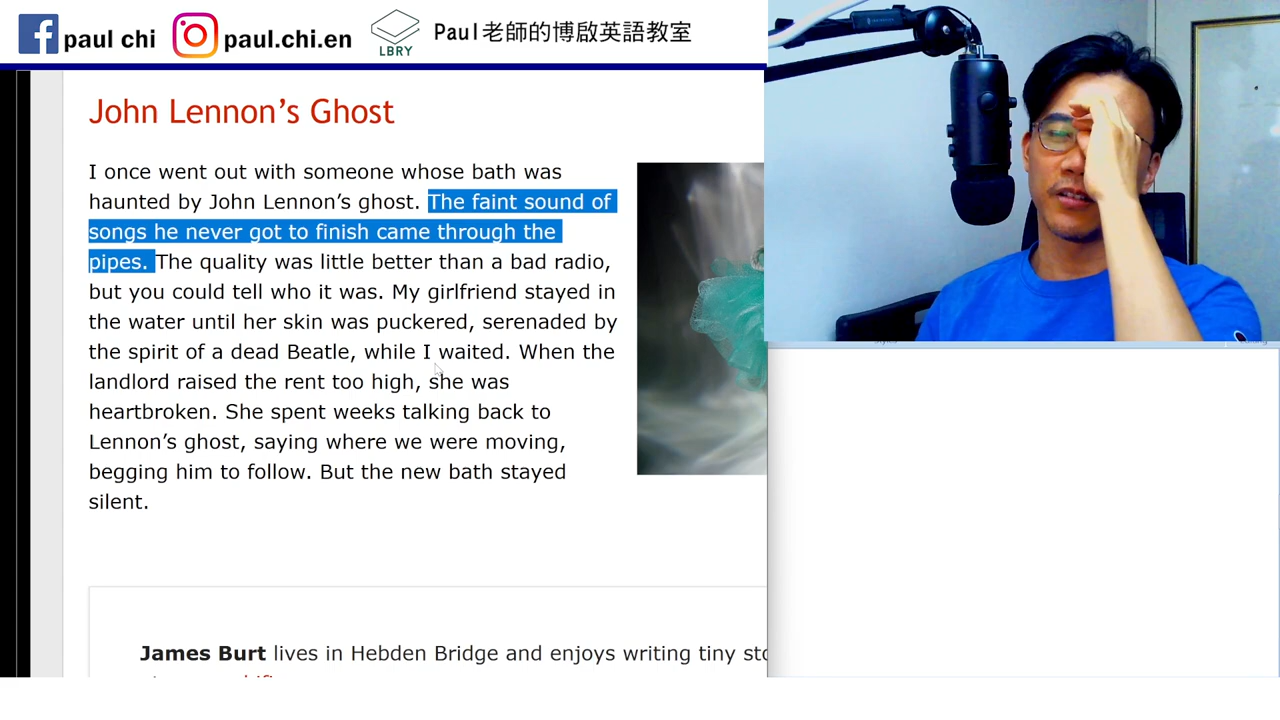 paul chi
paul.chi.en
LBRY
Paul老師的博啟英語教室
John Lennon’s Ghost
I once went out with someone whose bath was
haunted by John Lennon’s ghost. The faint sound of
songs he never got to finish came through the
pipes. The quality was little better than a bad radio,
but you could tell who it was. My girlfriend stayed in
the water until her skin was puckered, serenaded by
the spirit of a dead Beatle, while I waited. When the
landlord raised the rent too high, she was
heartbroken. She spent weeks talking back to
Lennon’s ghost, saying where we were moving,
begging him to follow. But the new bath stayed
silent.
James Burt lives in Hebden Bridge and enjoys writing tiny